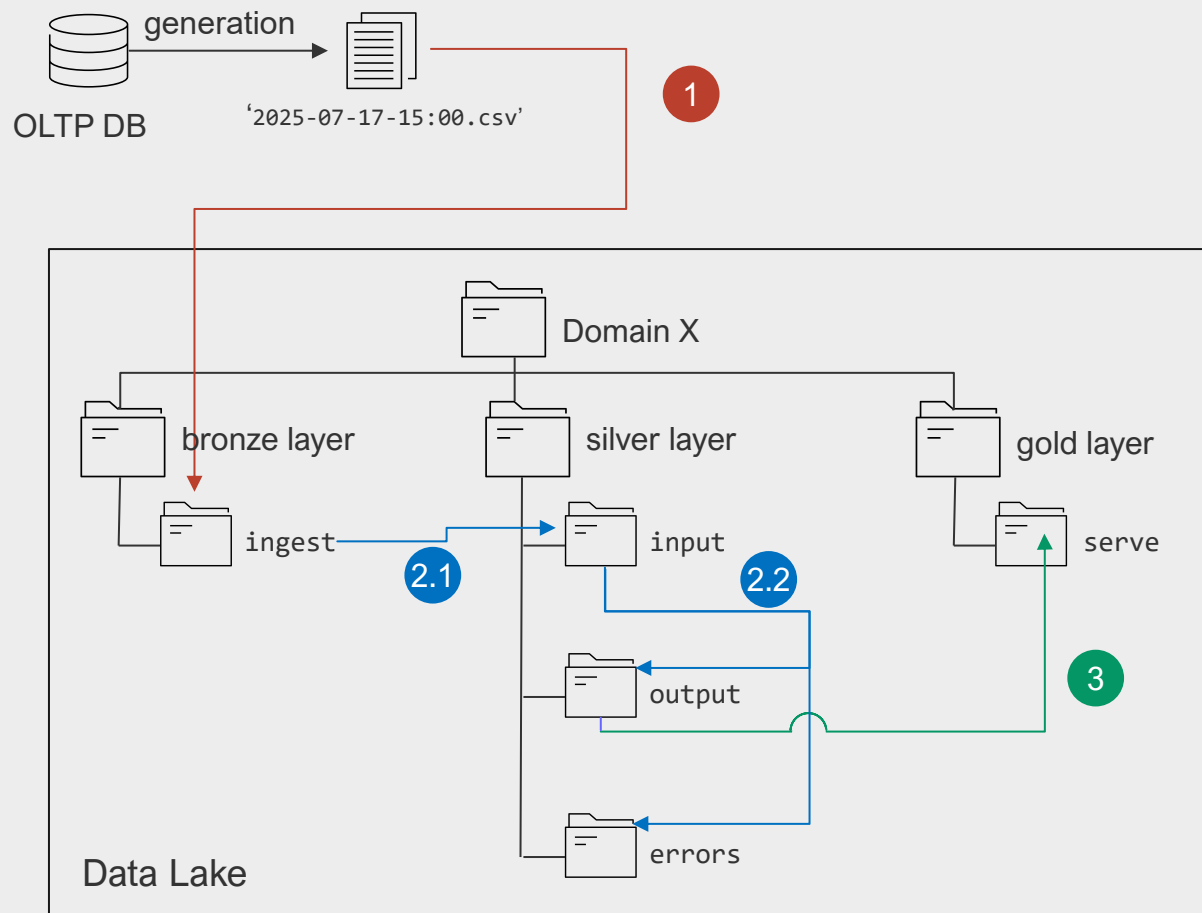 generation
OLTP DB
‘2025-07-17-15:00.csv’
1
Domain X
bronze layer
silver layer
gold layer
ingest
input
serve
2.1
2.2
output
3
errors
Data Lake